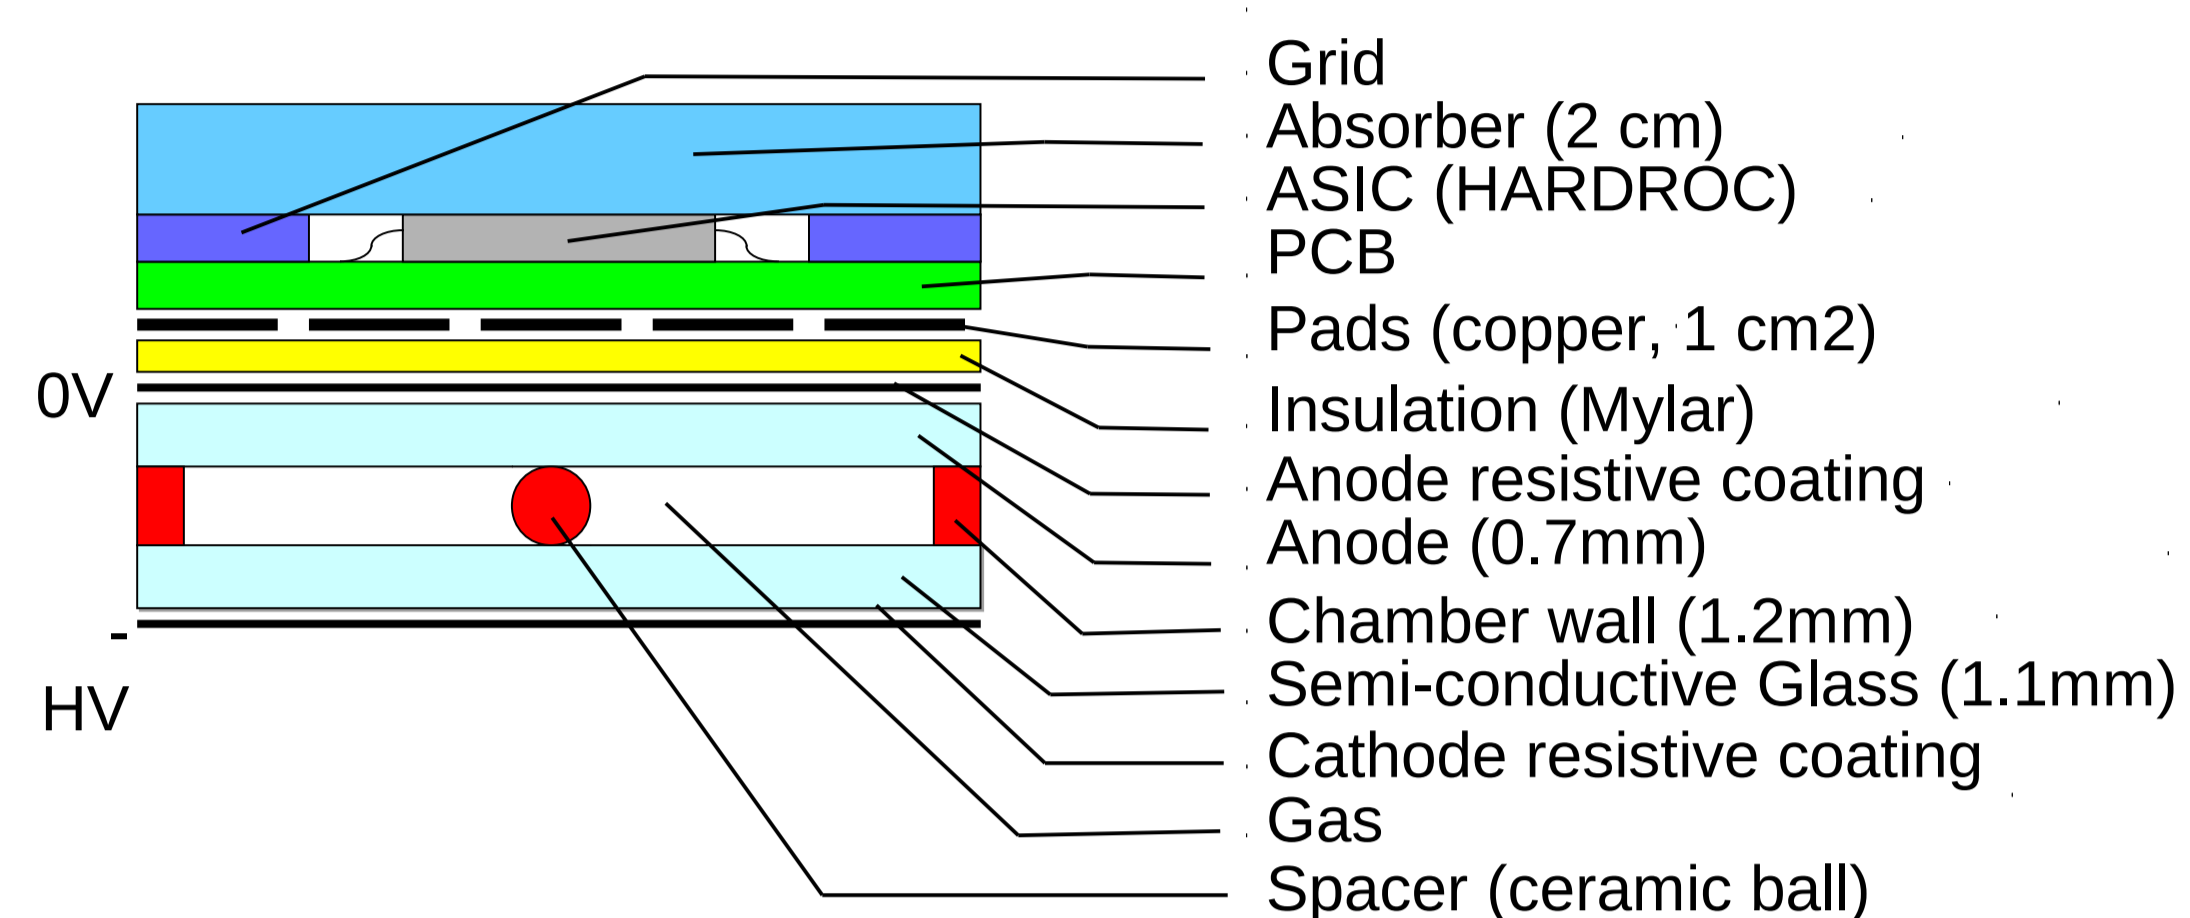 Grid
Absorber (2 cm)
ASIC (HARDROC)
PCB
Pads (copper, 1 cm2)
0V
Insulation (Mylar)
Anode resistive coating
Anode (0.7mm)
Chamber wall (1.2mm)
-
HV
Semi-conductive Glass (1.1mm)
Cathode resistive coating
Gas
Spacer (ceramic ball)